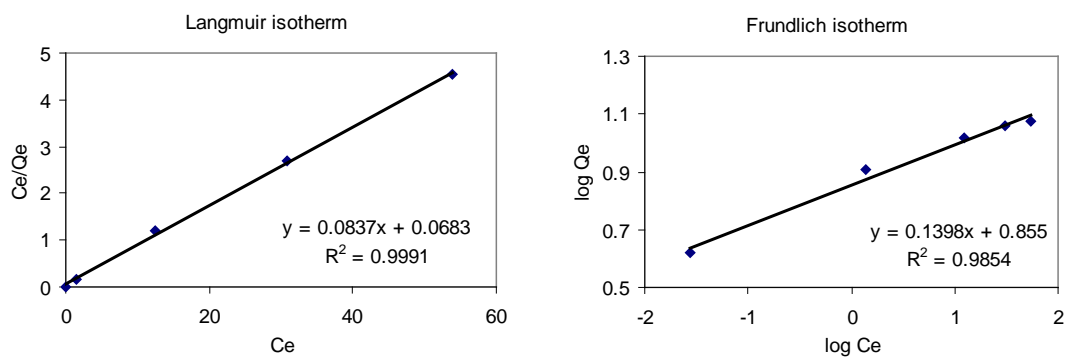 Langmuir isotherm
5
4
3
2
1
0
Ce/Qe
y = 0.0837x + 0.0683
R² = 0.9991
0 20 40 60
Ce
Frundlich isotherm
1.3
1.1
0.9
0.7
0.5
log Qe
y = 0.1398x + 0.855
R² = 0.9854
-2 -1 0 1 2
log Ce